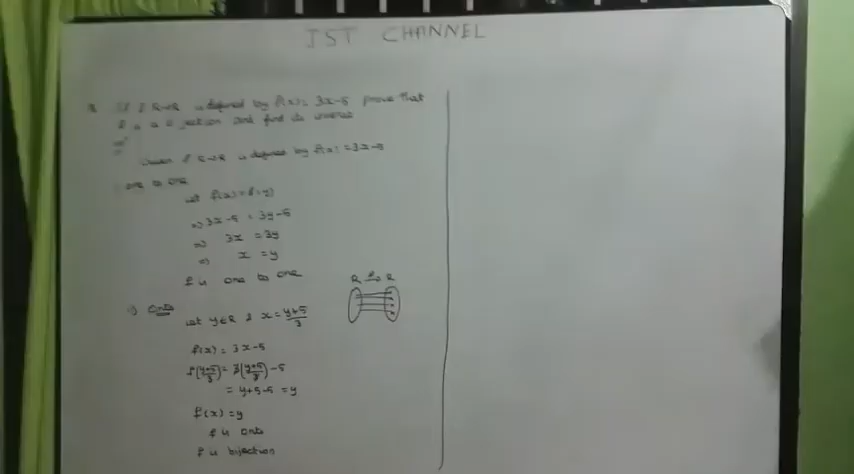 IST CHANNEL
If f R→R is defined by f(x) = 3x-5 prove that
f is a bijection and find its inverse
Given f R→R is defined by f(x) = 3x-5
one to one
Let f(x) = f(y)
⇒ 3x-5 = 3y-5
⇒ 3x = 3y
⇒ x = y
f is one to one
R f→ R
ii) Onto
Let y∈R & x = y+5/3
f(x) = 3x-5
f(y+5/3) = 3(y+5/3)-5
= y+5-5 = y
f(x) = y
f is onto
f is bijection